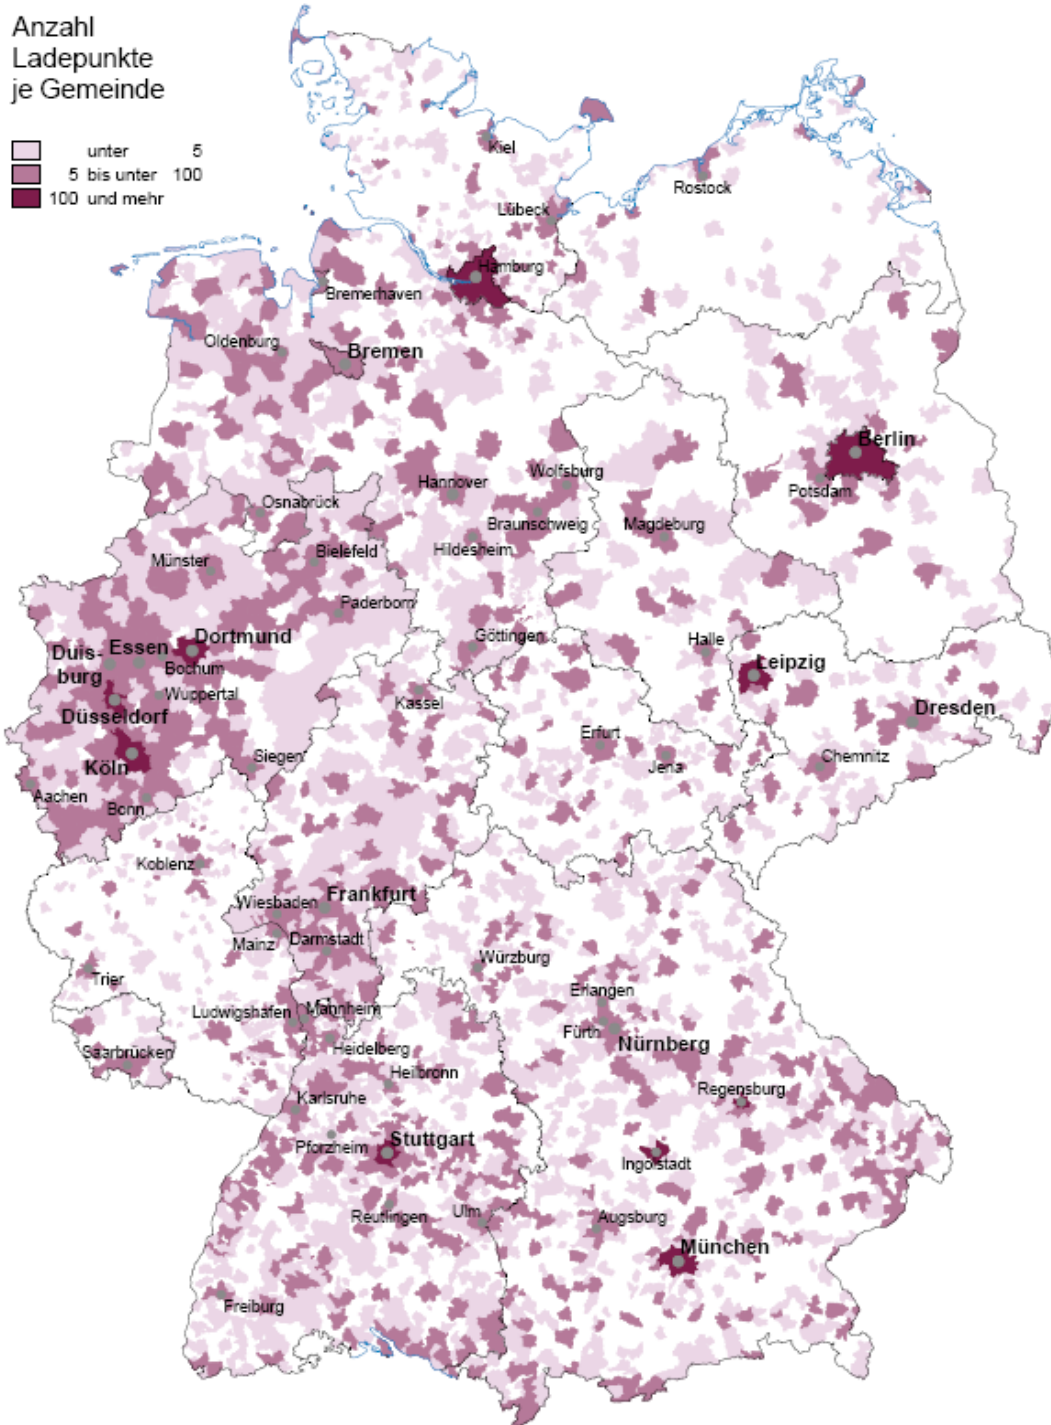 Anzahl
Ladepunkte
je Gemeinde
unter 5
5 bis unter 100
100 und mehr
Kiel
Rostock
Lübeck
Hamburg
Bremerhaven
Oldenburg
Bremen
Berlin
Wolfsburg
Hannover
Potsdam
Osnabrück
Braunschweig
Magdeburg
Hildesheim
Bielefeld
Münster
Paderborn
Göttingen
Dortmund
Halle
Duis-
burg
Essen
Bochum
Leipzig
Wuppertal
Kassel
Düsseldorf
Dresden
Erfurt
Köln
Siegen
Jena
Chemnitz
Aachen
Bonn
Koblenz
Wiesbaden
Frankfurt
Mainz
Darmstadt
Würzburg
Trier
Erlangen
Ludwigshafen
Mannheim
Fürth
Nürnberg
Saarbrücken
Heidelberg
Heilbronn
Regensburg
Karlsruhe
Pforzheim
Stuttgart
Ingolstadt
Reutlingen
Ulm
Augsburg
München
Freiburg